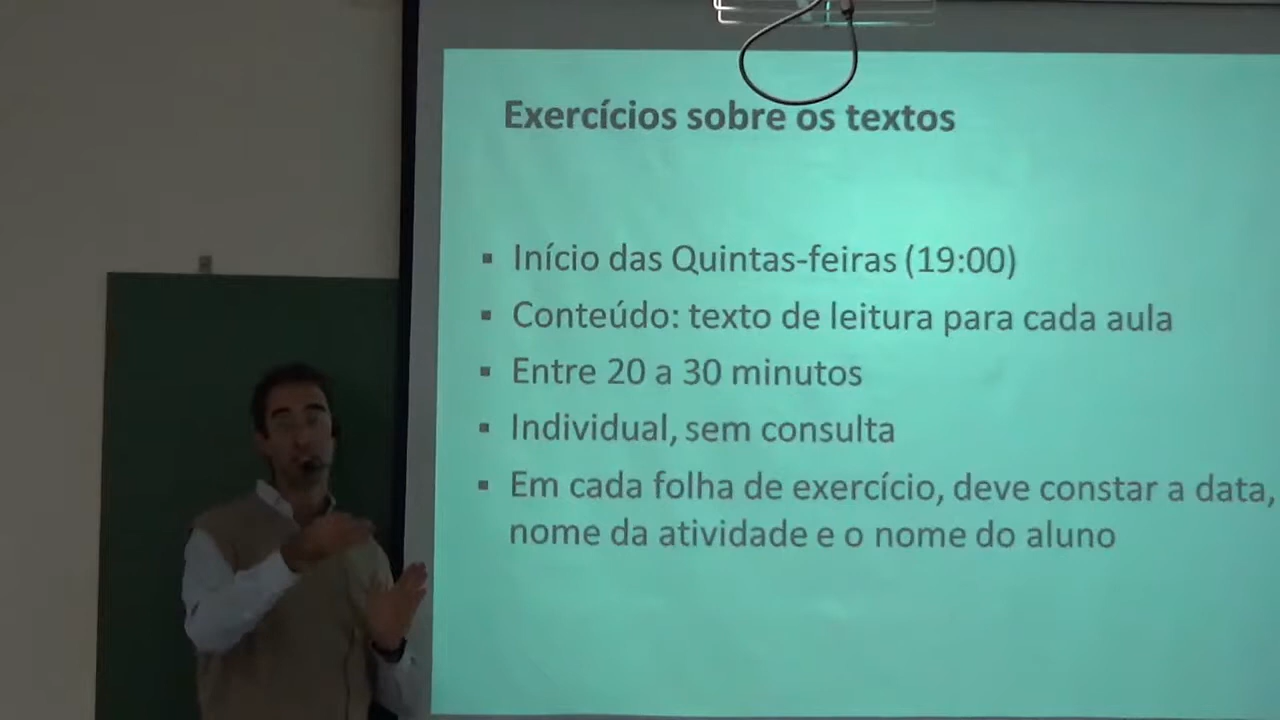 Exercícios sobre os textos
▪ Início das Quintas-feiras (19:00)
▪ Conteúdo: texto de leitura para cada aula
▪ Entre 20 a 30 minutos
▪ Individual, sem consulta
▪ Em cada folha de exercício, deve constar a data,
nome da atividade e o nome do aluno